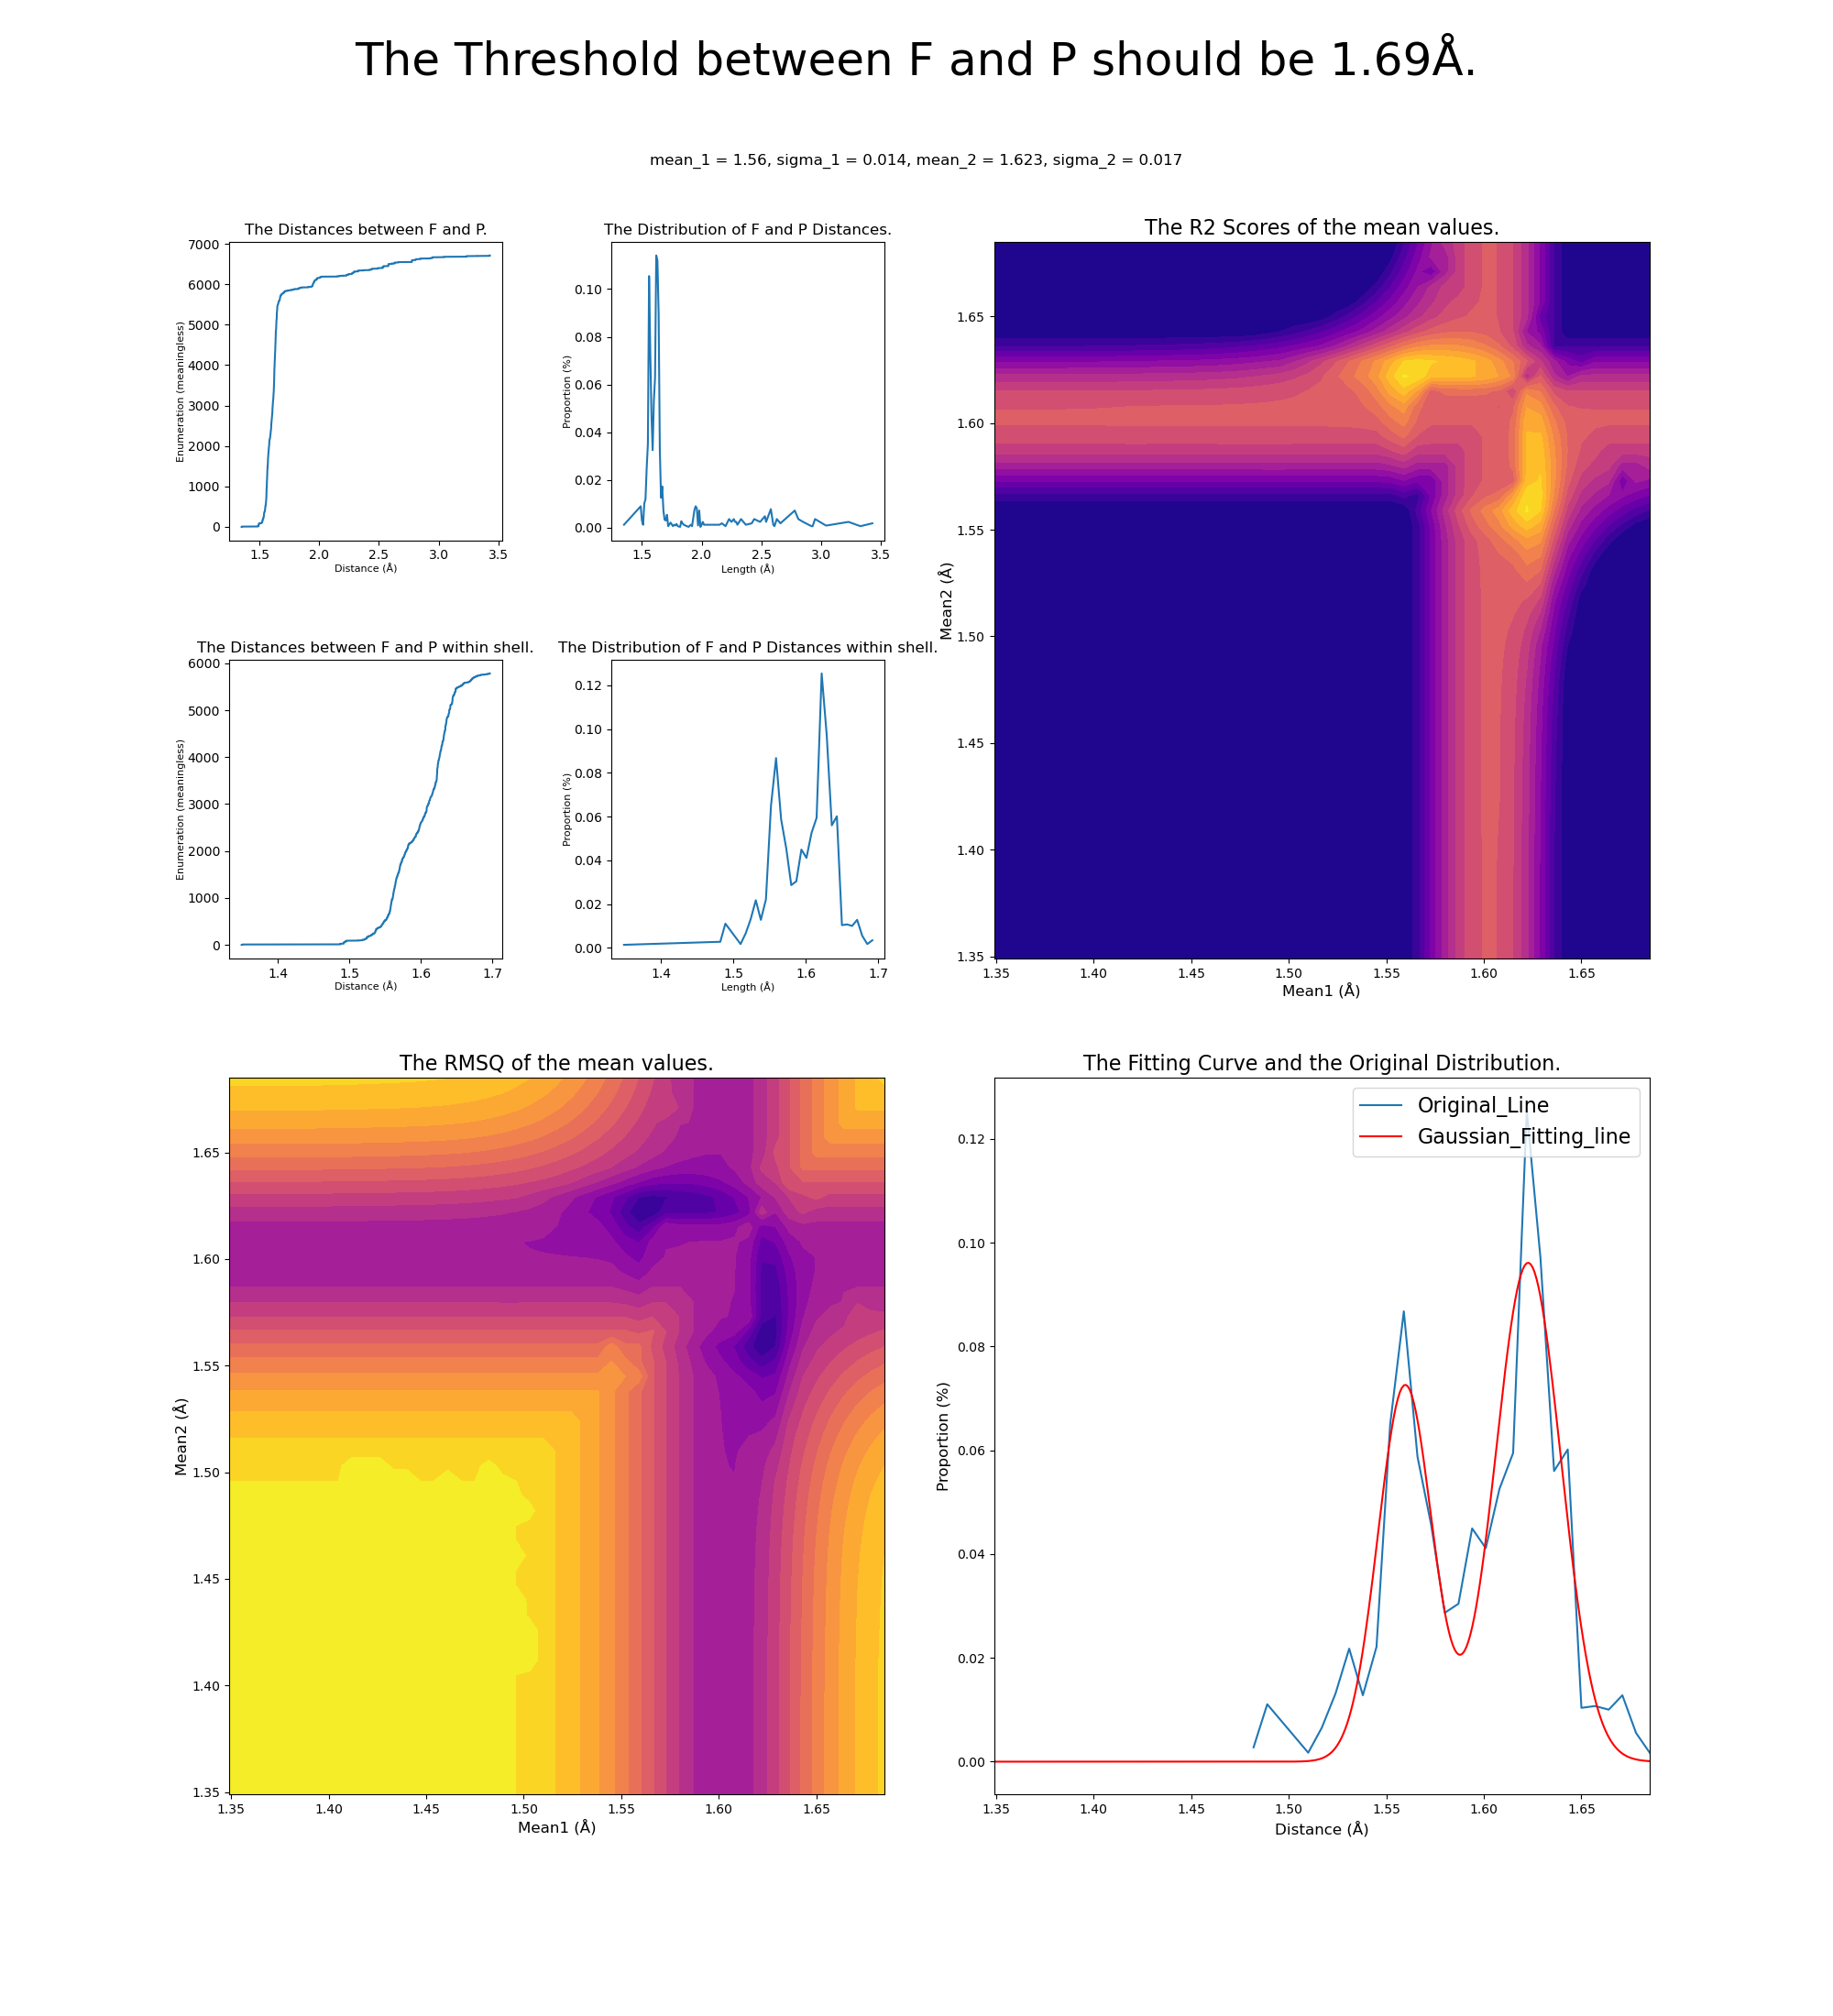 The Threshold between F and P should be 1.69Å.
mean_1 = 1.56, sigma_1 = 0.014, mean_2 = 1.623, sigma_2 = 0.017
The Distances between F and P.
7000
6000
5000
4000
3000
2000
1000
0
Enumeration (meaningless)
1.5 2.0 2.5 3.0 3.5
Distance (Å)
The Distribution of F and P Distances.
0.10
0.08
0.06
0.04
0.02
0.00
Proportion (%)
1.5 2.0 2.5 3.0 3.5
Length (Å)
The R2 Scores of the mean values.
1.65
1.60
1.55
1.50
1.45
1.40
1.35
Mean2 (Å)
1.35 1.40 1.45 1.50 1.55 1.60 1.65
Mean1 (Å)
The Distances between F and P within shell.
6000
5000
4000
3000
2000
1000
0
Enumeration (meaningless)
1.4 1.5 1.6 1.7
Distance (Å)
The Distribution of F and P Distances within shell.
0.12
0.10
0.08
0.06
0.04
0.02
0.00
Proportion (%)
1.4 1.5 1.6 1.7
Length (Å)
The RMSQ of the mean values.
1.65
1.60
1.55
1.50
1.45
1.40
1.35
Mean2 (Å)
1.35 1.40 1.45 1.50 1.55 1.60 1.65
Mean1 (Å)
The Fitting Curve and the Original Distribution.
Original_Line
Gaussian_Fitting_line
0.12
0.10
0.08
0.06
0.04
0.02
0.00
Proportion (%)
1.35 1.40 1.45 1.50 1.55 1.60 1.65
Distance (Å)